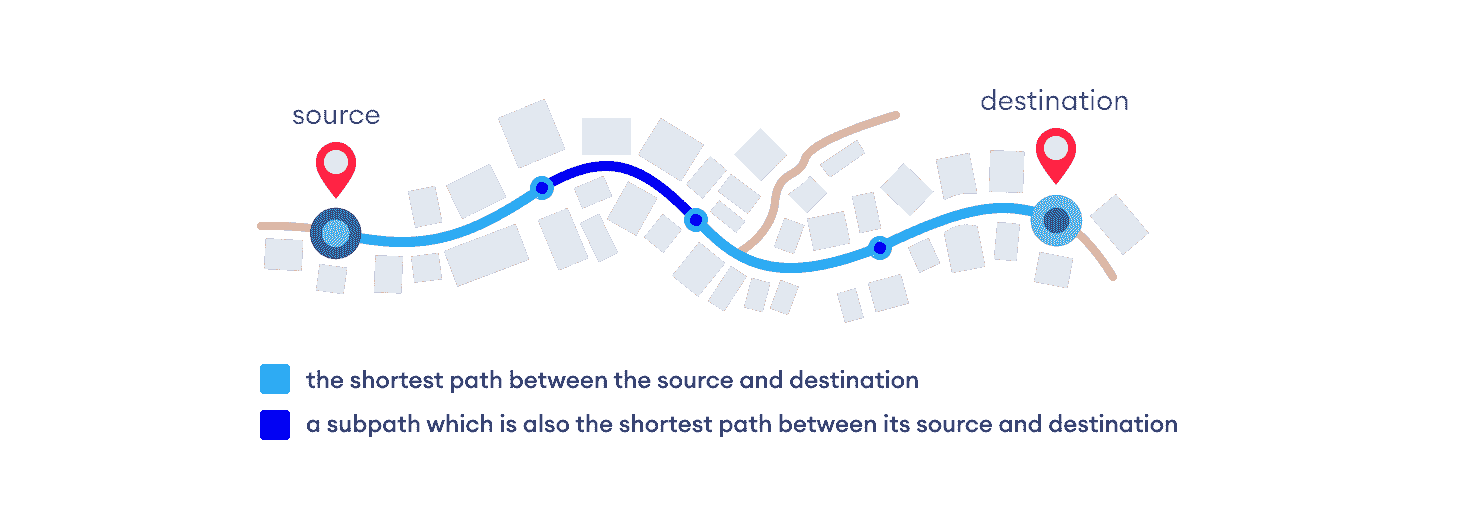 source
destination
the shortest path between the source and destination
a subpath which is also the shortest path between its source and destination